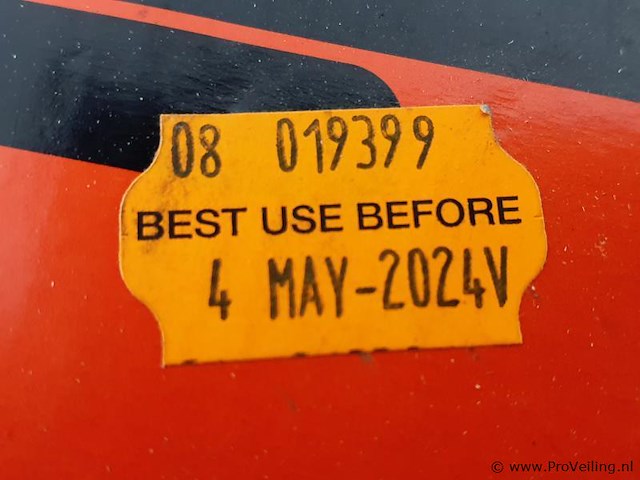 08 019399
BEST USE BEFORE
4 MAY-2024V
© www.ProVeiling.nl